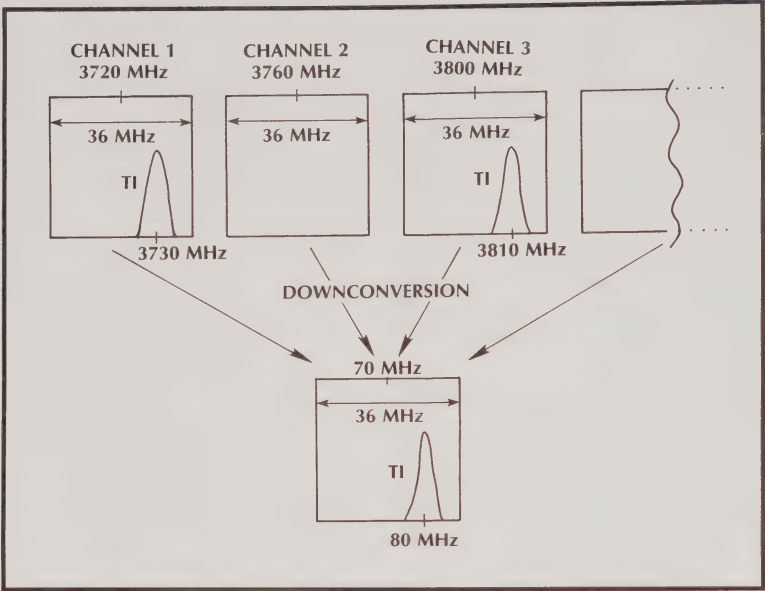 CHANNEL 1
3720 MHz
CHANNEL 2
3760 MHz
CHANNEL 3
3800 MHz
36 MHz
36 MHz
36 MHz
TI
TI
3730 MHz
3810 MHz
DOWNCONVERSION
70 MHz
36 MHz
TI
80 MHz